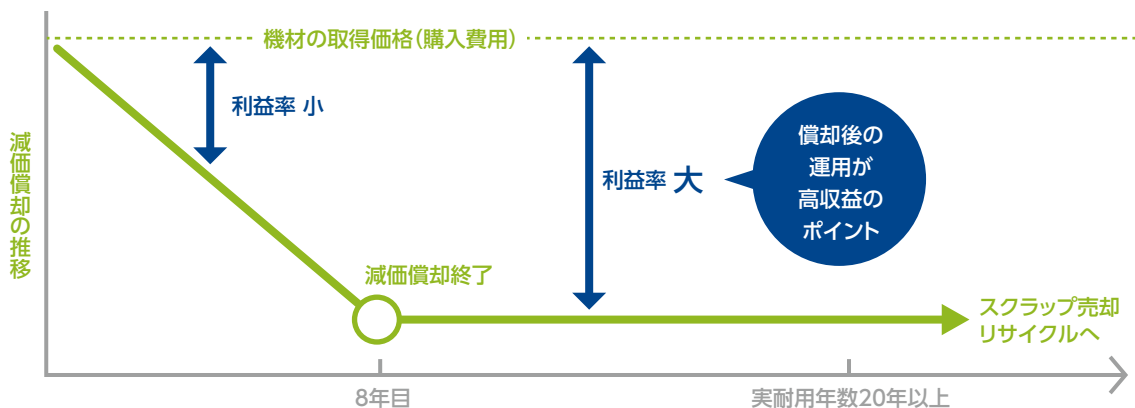 機材の取得価格(購入費用)
利益率 小
減価償却の推移
利益率 大
償却後の
運用が
高収益の
ポイント
減価償却終了
スクラップ売却
リサイクルへ
8年目
実耐用年数20年以上